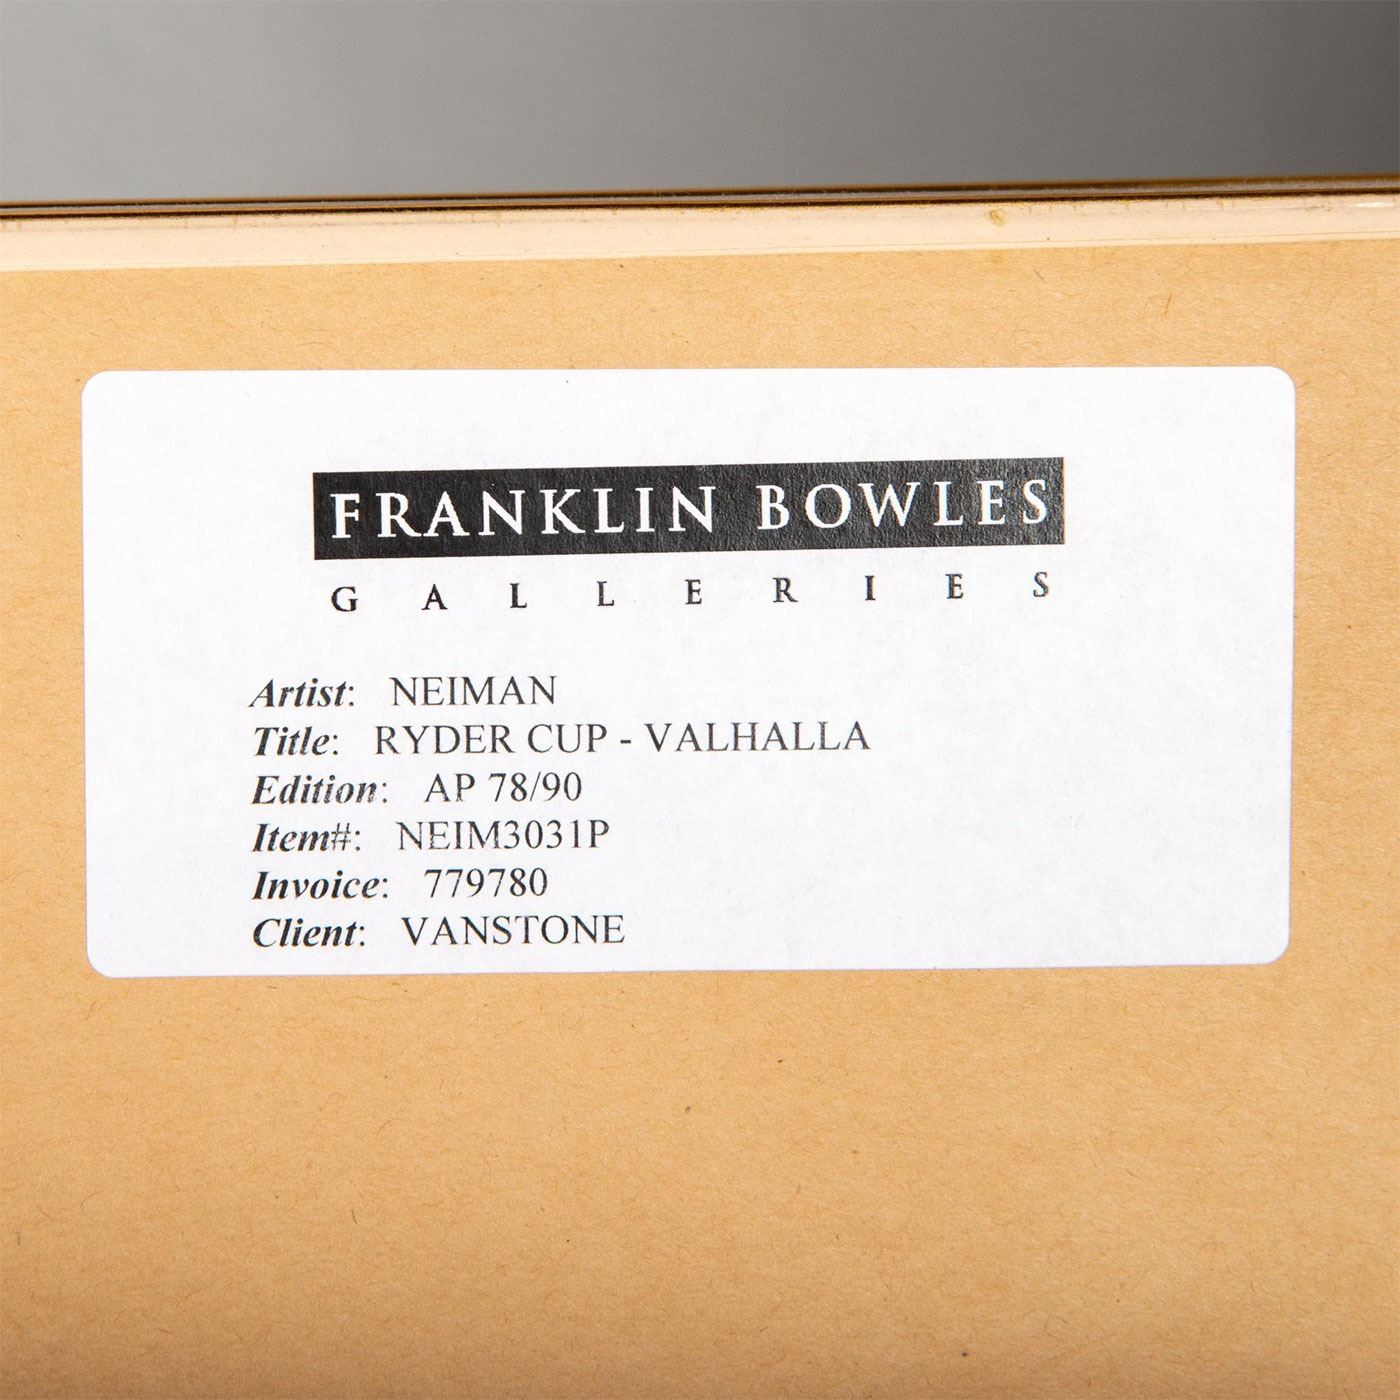 FRANKLIN BOWLES
GALLERIES
Artist: NEIMAN
Title: RYDER CUP - VALHALLA
Edition: AP 78/90
Item#: NEIM3031P
Invoice: 779780
Client: VANSTONE